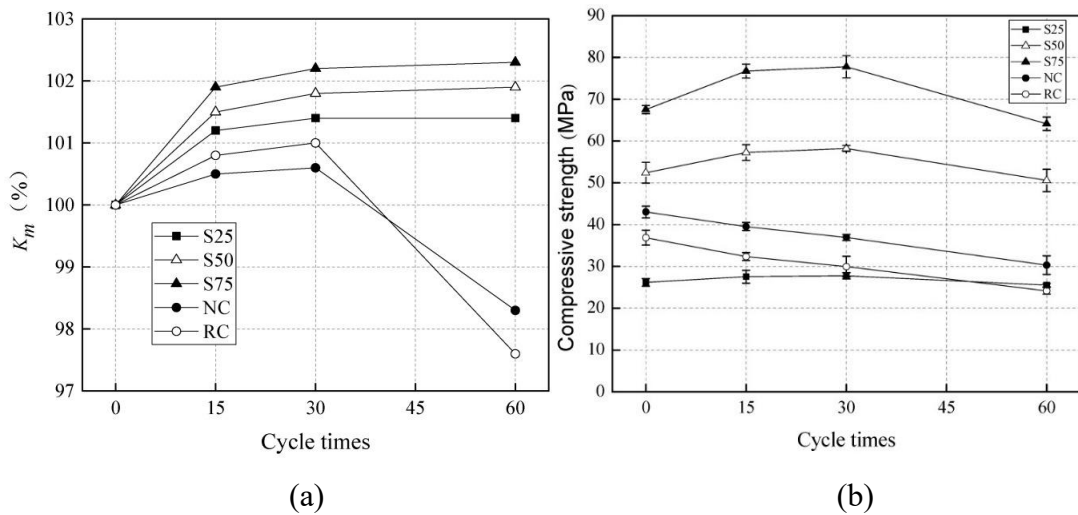 103
102
101
100
99
98
97
K_m (%)
S25
S50
S75
NC
RC
0 15 30 45 60
Cycle times
(a)
90
80
70
60
50
40
30
20
10
0
Compressive strength (MPa)
S25
S50
S75
NC
RC
0 15 30 45 60
Cycle times
(b)